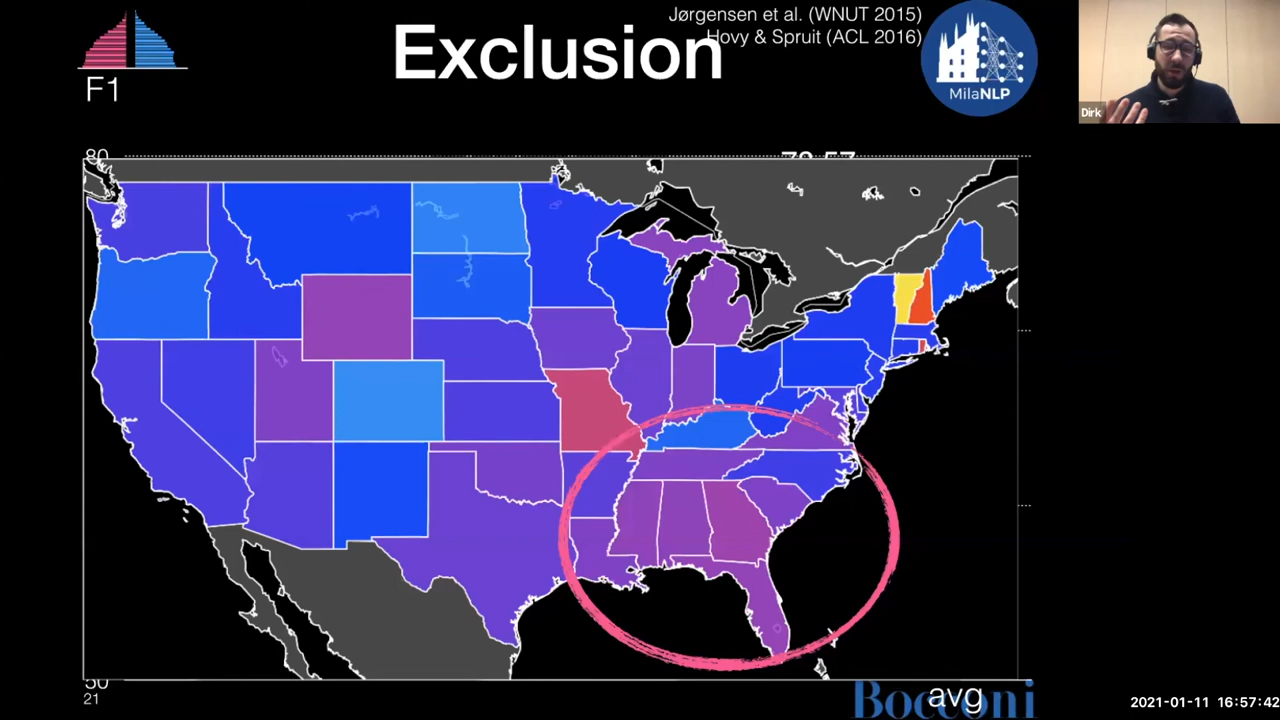 Jørgensen et al. (WNUT 2015)
Hovy & Spruit (ACL 2016)
Exclusion
F1
MilaNLP
Dirk
80
50
21
Bocconi
avg
2021-01-11 16:57:42